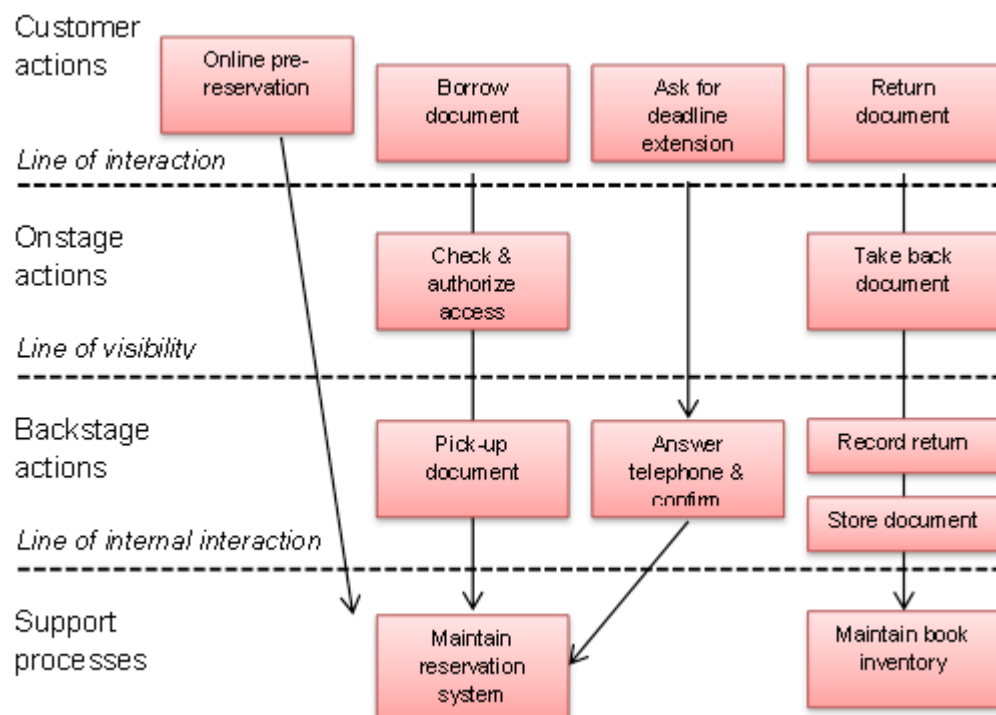 Customer
actions
Online pre-
reservation
Borrow
document
Ask for
deadline
extension
Return
document
Line of interaction
Onstage
actions
Check &
authorize
access
Take back
document
Line of visibility
Backstage
actions
Pick-up
document
Answer
telephone &
confirm
Record return
Store document
Line of internal interaction
Support
processes
Maintain
reservation
system
Maintain book
inventory